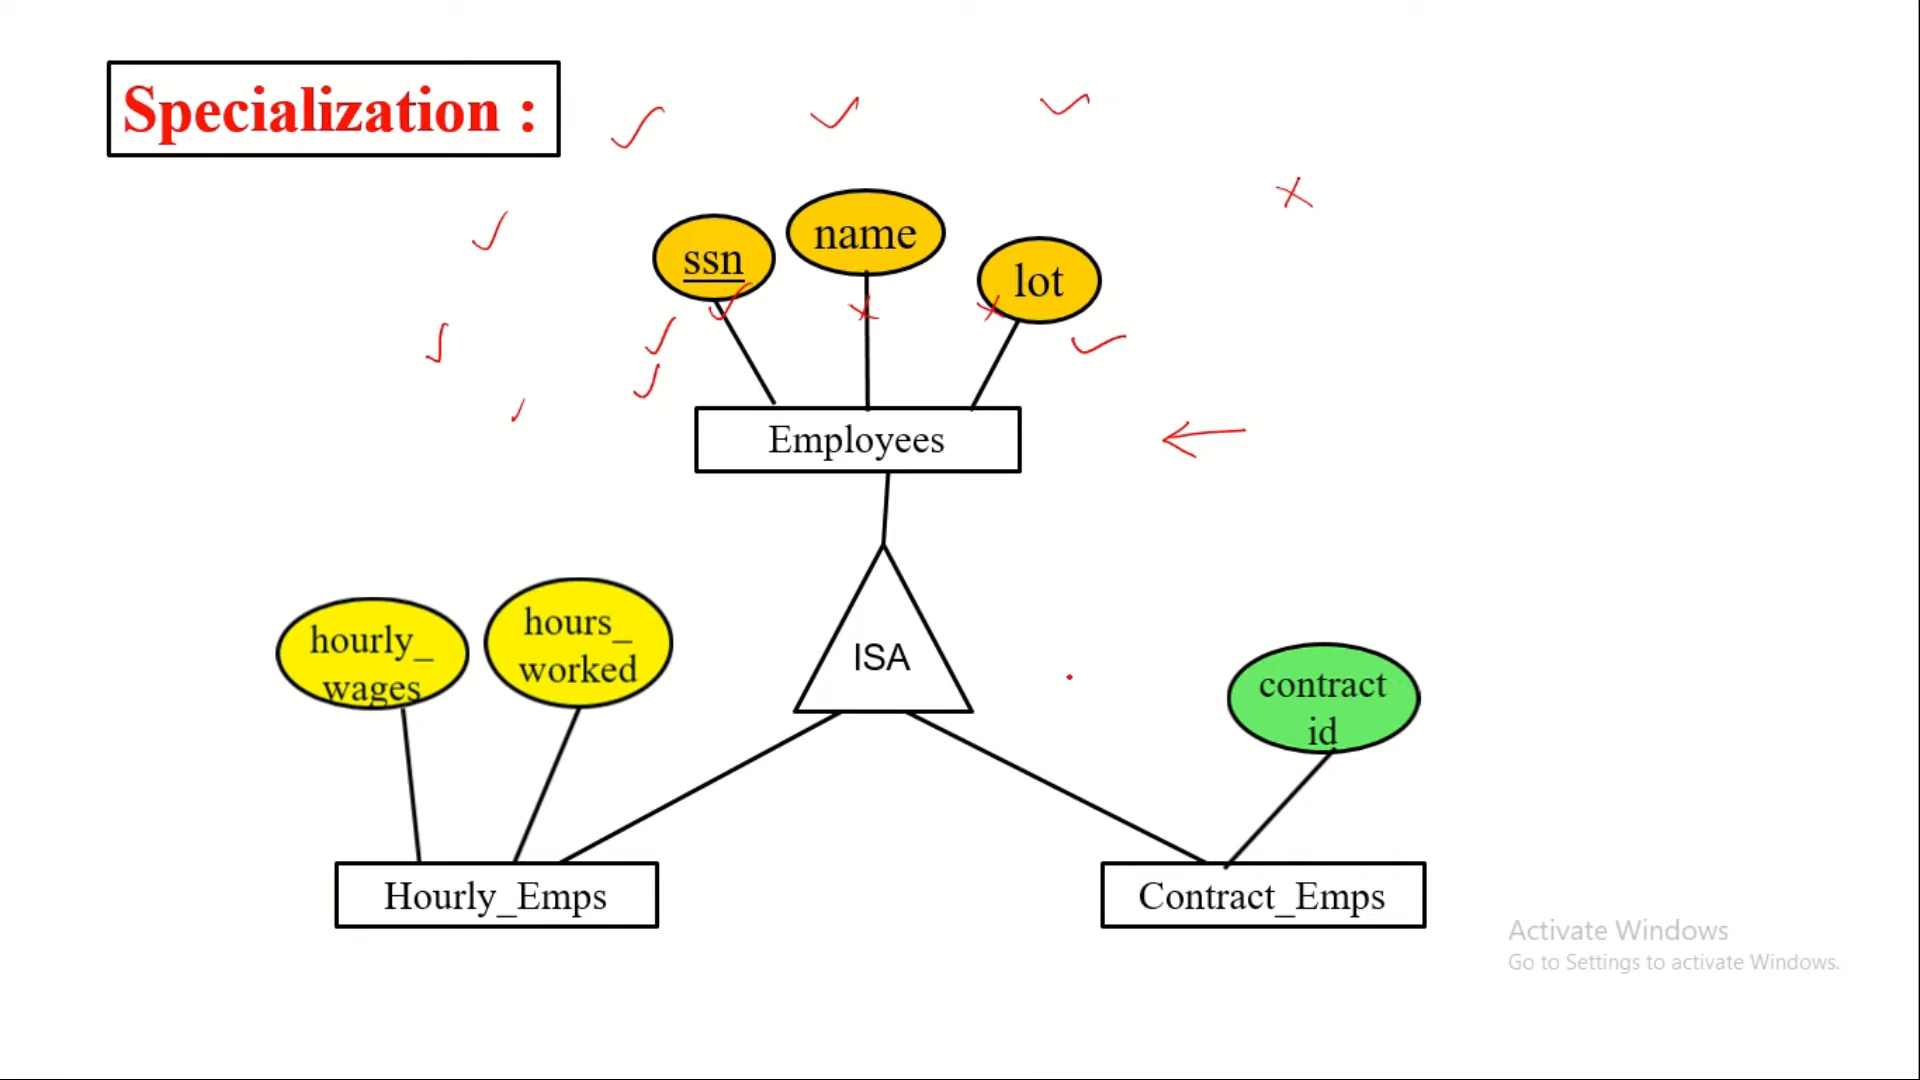 Specialization :
ssn
name
lot
Employees
hourly_
wages
hours_
worked
ISA
contract
id
Hourly_Emps
Contract_Emps
Activate Windows
Go to Settings to activate Windows.